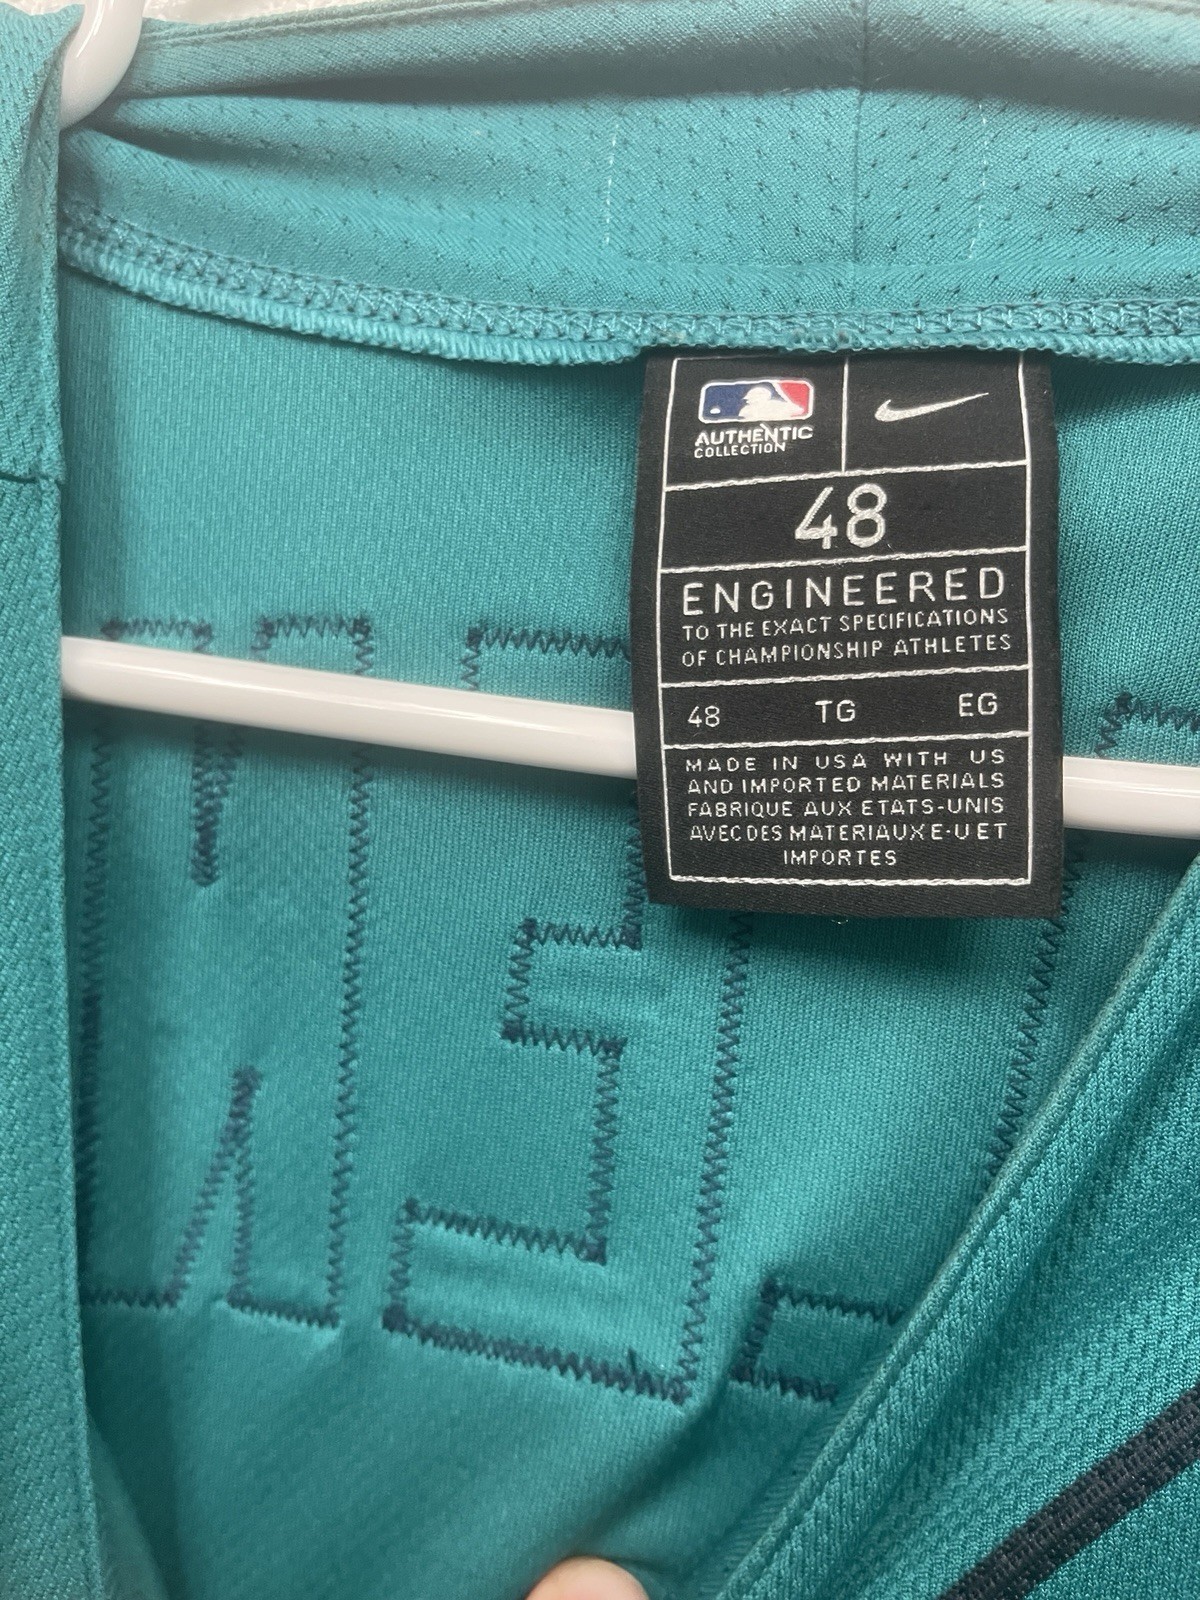 AUTHENTIC
COLLECTION
48
ENGINEERED
TO THE EXACT SPECIFICATIONS
OF CHAMPIONSHIP ATHLETES
48 TG EG
MADE IN USA WITH US
AND IMPORTED MATERIALS
FABRIQUE AUX ETATS-UNIS
AVEC DES MATERIAUX E-U ET
IMPORTES